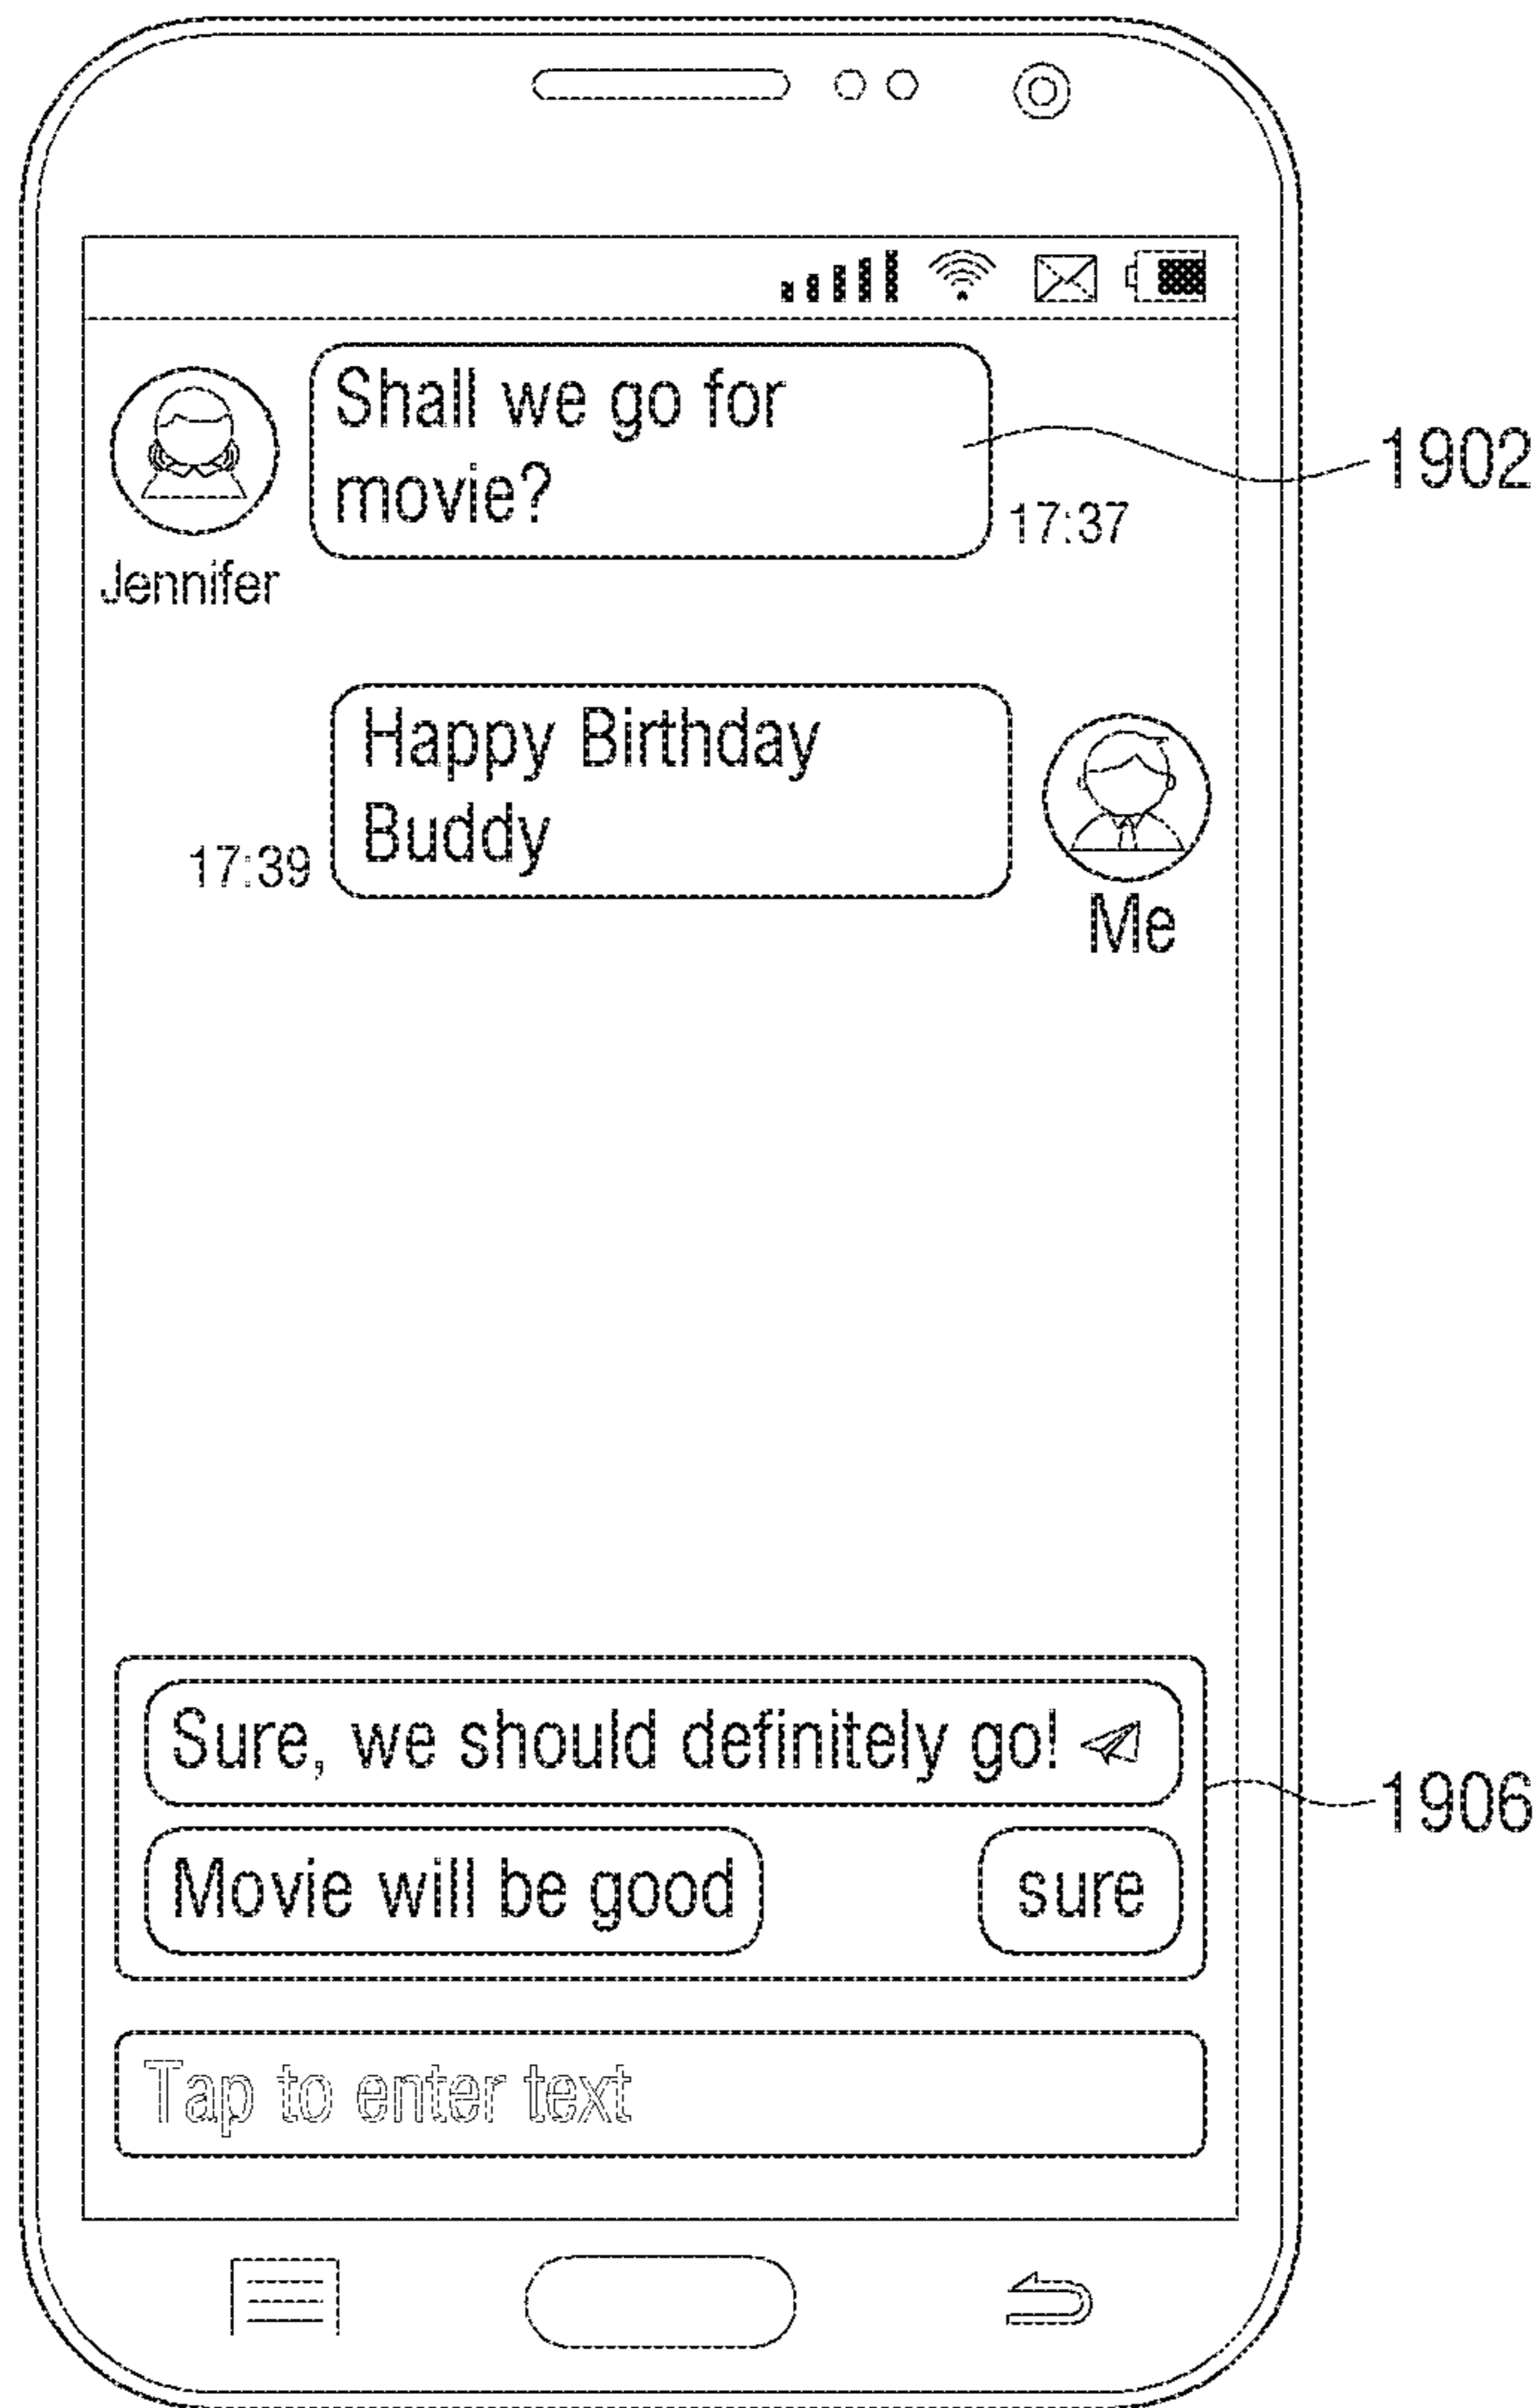 Shall we go for
movie?
1902
17:37
Jennifer
Happy Birthday
Buddy
17:39
Me
Sure, we should definitely go!
1906
Movie will be good
sure
Tap to enter text